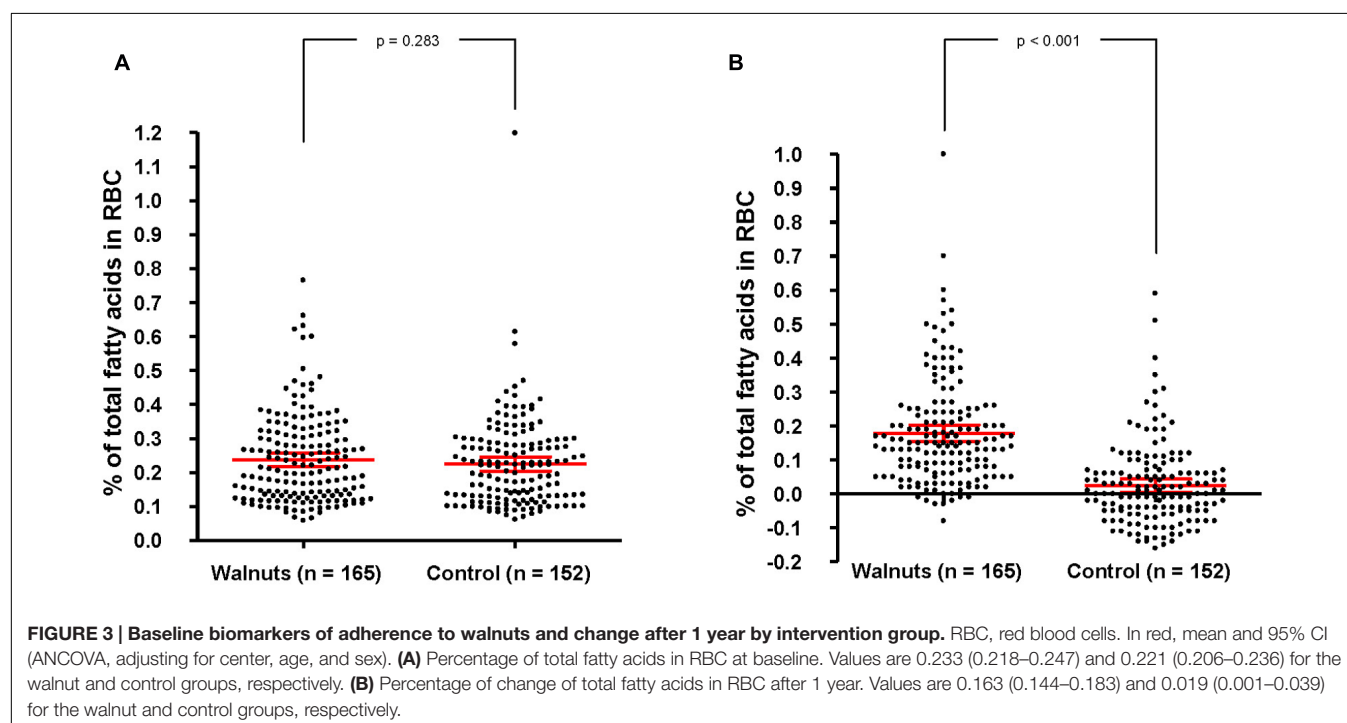 p = 0.283
A
% of total fatty acids in RBC
1.2
1.1
1.0
0.9
0.8
0.7
0.6
0.5
0.4
0.3
0.2
0.1
0.0
Walnuts (n = 165) Control (n = 152)
p < 0.001
B
% of total fatty acids in RBC
1.0
0.9
0.8
0.7
0.6
0.5
0.4
0.3
0.2
0.1
0.0
-0.1
-0.2
Walnuts (n = 165) Control (n = 152)
FIGURE 3 | Baseline biomarkers of adherence to walnuts and change after 1 year by intervention group. RBC, red blood cells. In red, mean and 95% CI
(ANCOVA, adjusting for center, age, and sex). (A) Percentage of total fatty acids in RBC at baseline. Values are 0.233 (0.218–0.247) and 0.221 (0.206–0.236) for the
walnut and control groups, respectively. (B) Percentage of change of total fatty acids in RBC after 1 year. Values are 0.163 (0.144–0.183) and 0.019 (0.001–0.039)
for the walnut and control groups, respectively.